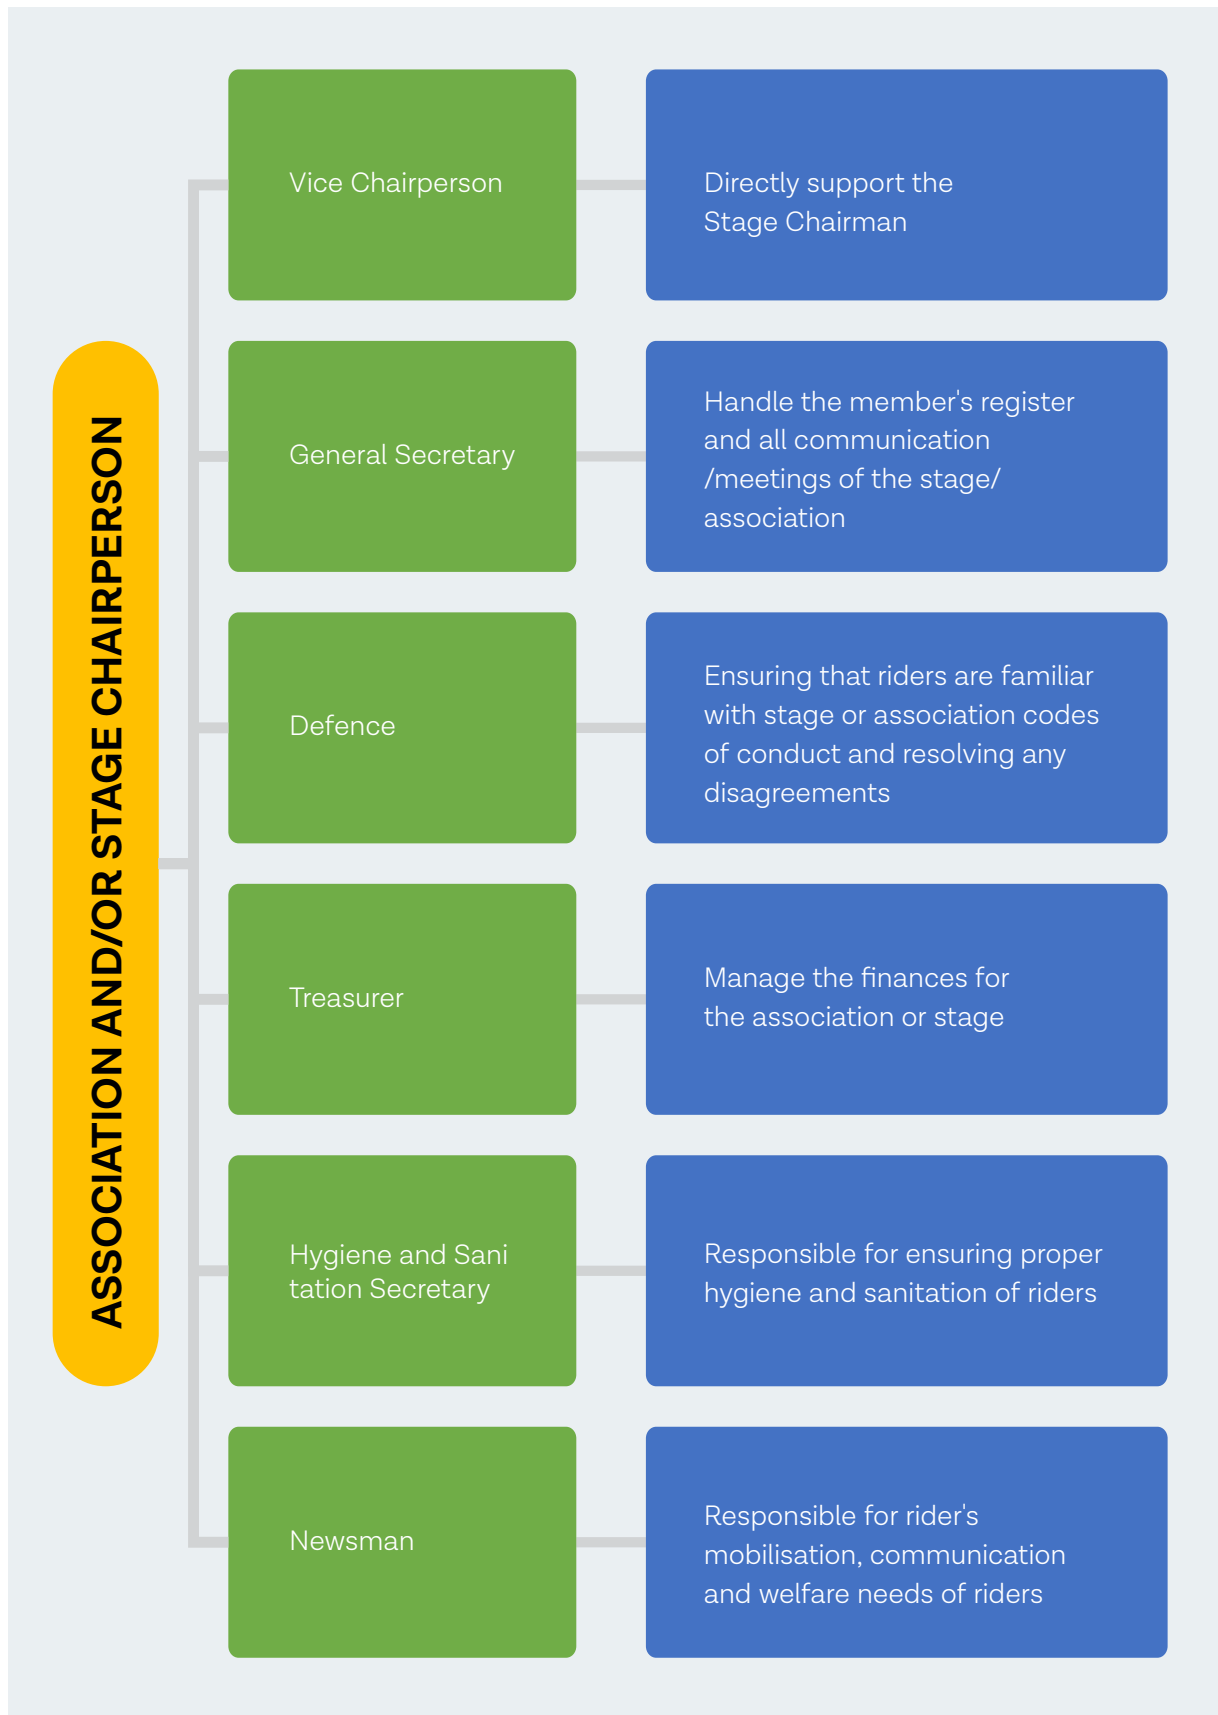 ASSOCIATION AND/OR STAGE CHAIRPERSON
Vice Chairperson
Directly support the
Stage Chairman
General Secretary
Handle the member's register
and all communication
/meetings of the stage/
association
Defence
Ensuring that riders are familiar
with stage or association codes
of conduct and resolving any
disagreements
Treasurer
Manage the finances for
the association or stage
Hygiene and Sani
tation Secretary
Responsible for ensuring proper
hygiene and sanitation of riders
Newsman
Responsible for rider's
mobilisation, communication
and welfare needs of riders